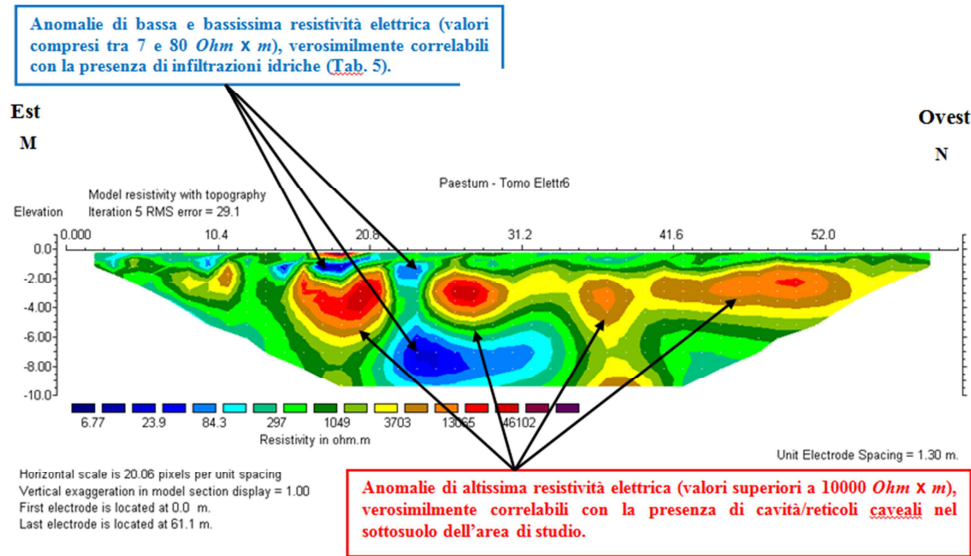 Anomalie di bassa e bassissima resistività elettrica (valori
compresi tra 7 e 80 Ohm x m), verosimilmente correlabili
con la presenza di infiltrazioni idriche (Tab. 5).
Est
M
Ovest
N
Paestum - Tomo Elettr6
Model resistivity with topography
Iteration 5 RMS error = 29.1
Elevation
0.000 10.4 20.8 31.2 41.6 52.0
0.0
-2.00
-4.00
-6.00
-8.00
-10.0
6.77 23.9 84.3 297 1049 3703 13065 46102
Resistivity in ohm.m
Unit Electrode Spacing = 1.30 m.
Horizontal scale is 20.06 pixels per unit spacing
Vertical exaggeration in model section display = 1.00
First electrode is located at 0.0 m.
Last electrode is located at 61.1 m.
Anomalie di altissima resistività elettrica (valori superiori a 10000 Ohm x m),
verosimilmente correlabili con la presenza di cavità/reticoli caveali nel
sottosuolo dell'area di studio.